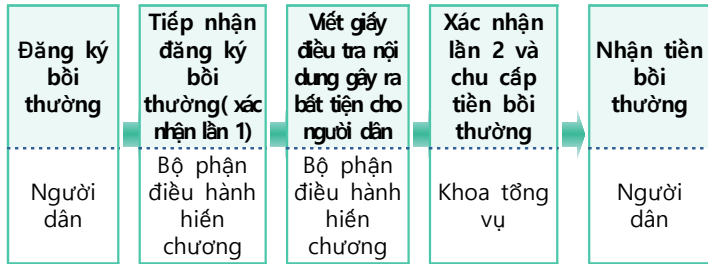 Đăng ký
bồi
thường
Tiếp nhận
đăng ký
bồi
thường( xác
nhận lần 1)
Viết giấy
điều tra nội
dung gây ra
bất tiện cho
người dân
Xác nhận
lần 2 và
chu cấp
tiền bồi
thường
Nhận tiền
bồi
thường
Người
dân
Bộ phận
điều hành
hiến
chương
Bộ phận
điều hành
hiến
chương
Khoa tổng
vụ
Người
dân